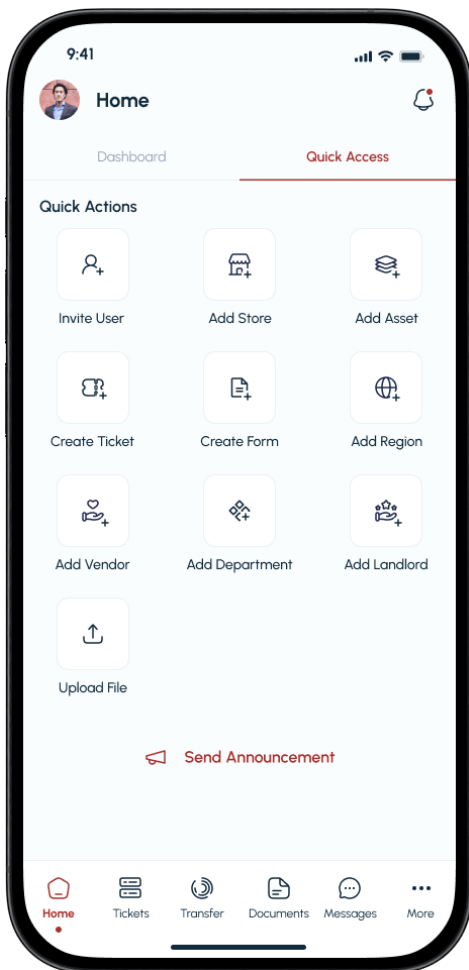 9:41
Home
Dashboard
Quick Access
Quick Actions
Invite User
Add Store
Add Asset
Create Ticket
Create Form
Add Region
Add Vendor
Add Department
Add Landlord
Upload File
Send Announcement
Home
Tickets
Transfer
Documents
Messages
More